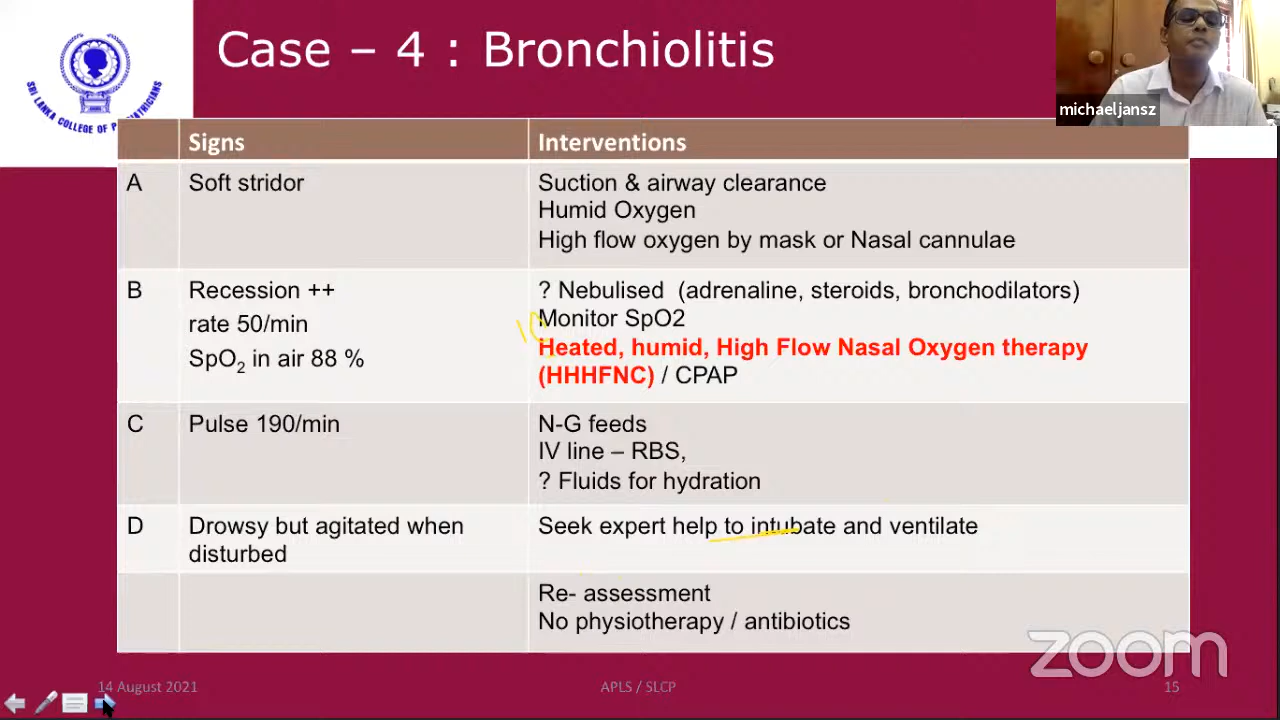 Case – 4 : Bronchiolitis
SRI LANKA COLLEGE OF PAEDIATRICIANS
michaeljansz
Signs Interventions
A Soft stridor Suction & airway clearance
Humid Oxygen
High flow oxygen by mask or Nasal cannulae
B Recession ++ ? Nebulised (adrenaline, steroids, bronchodilators)
rate 50/min Monitor SpO2
SpO2 in air 88 % Heated, humid, High Flow Nasal Oxygen therapy
(HHHFNC) / CPAP
C Pulse 190/min N-G feeds
IV line – RBS,
? Fluids for hydration
D Drowsy but agitated when Seek expert help to intubate and ventilate
disturbed
Re- assessment
No physiotherapy / antibiotics
zoom
14 August 2021 APLS / SLCP 15